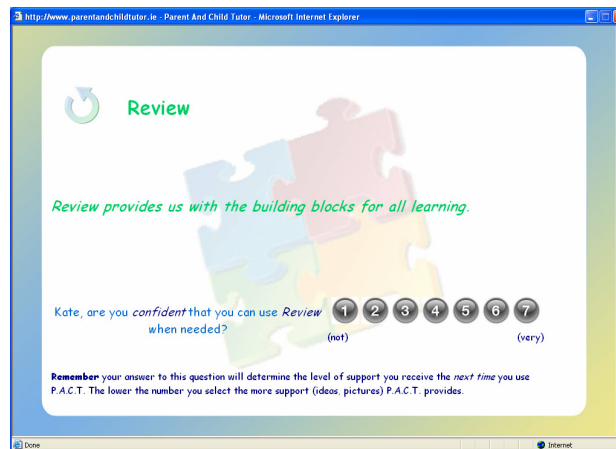 http://www.parentandchildtutor.ie - Parent And Child Tutor - Microsoft Internet Explorer
Review
Review provides us with the building blocks for all learning.
Kate, are you confident that you can use Review
when needed?
1 2 3 4 5 6 7
(not) (very)
Remember your answer to this question will determine the level of support you receive the next time you use
P.A.C.T. The lower the number you select the more support (ideas, pictures) P.A.C.T. provides.
Done Internet